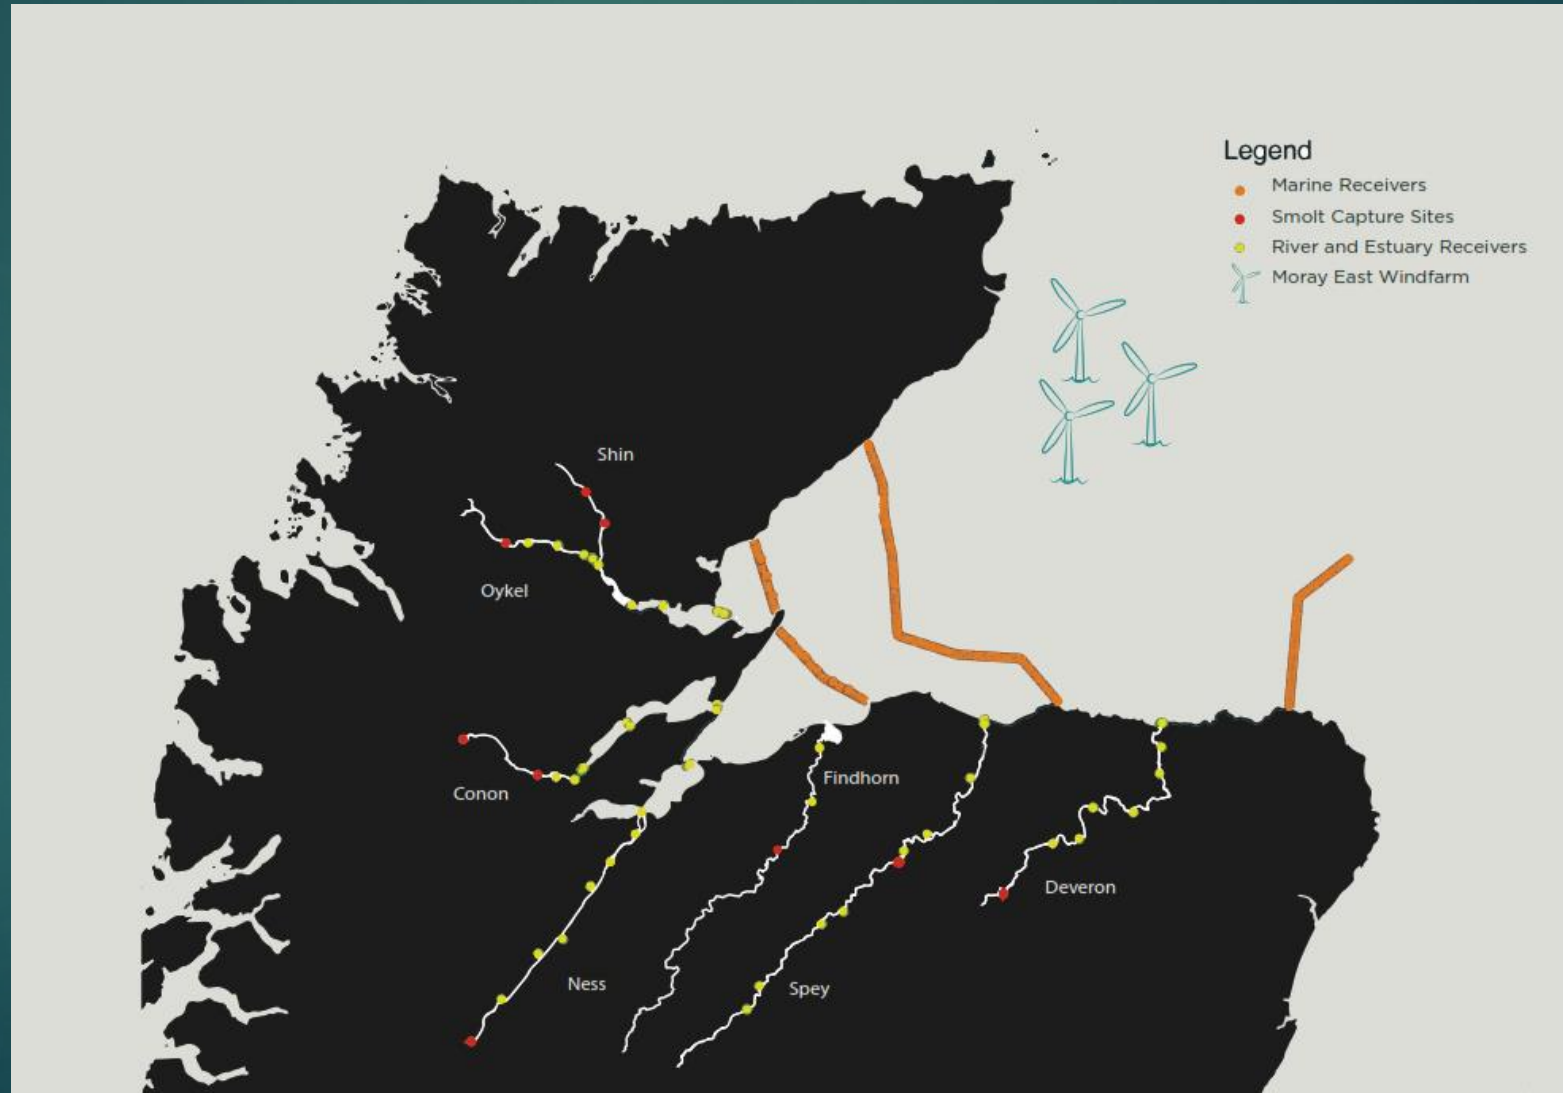 Legend
Marine Receivers
Smolt Capture Sites
River and Estuary Receivers
Moray East Windfarm
Shin
Oykel
Conon
Findhorn
Deveron
Ness
Spey